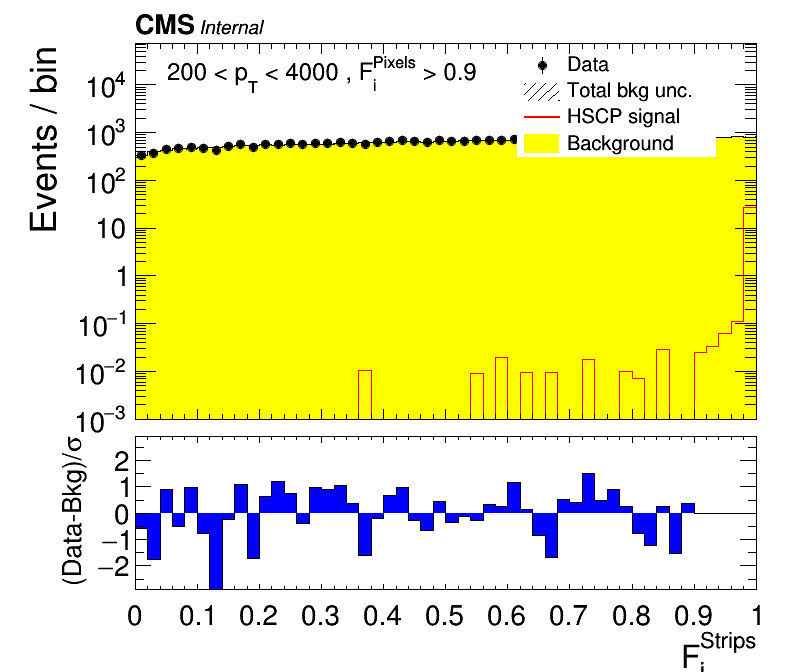 CMS Internal
Events / bin
200 < p_T < 4000 , F_i^Pixels > 0.9
Data
Total bkg unc.
HSCP signal
Background
10^4
10^3
10^2
10
1
10^−1
10^−2
10^−3
(Data-Bkg)/σ
2
1
0
−1
−2
0 0.1 0.2 0.3 0.4 0.5 0.6 0.7 0.8 0.9 1
F_i^Strips